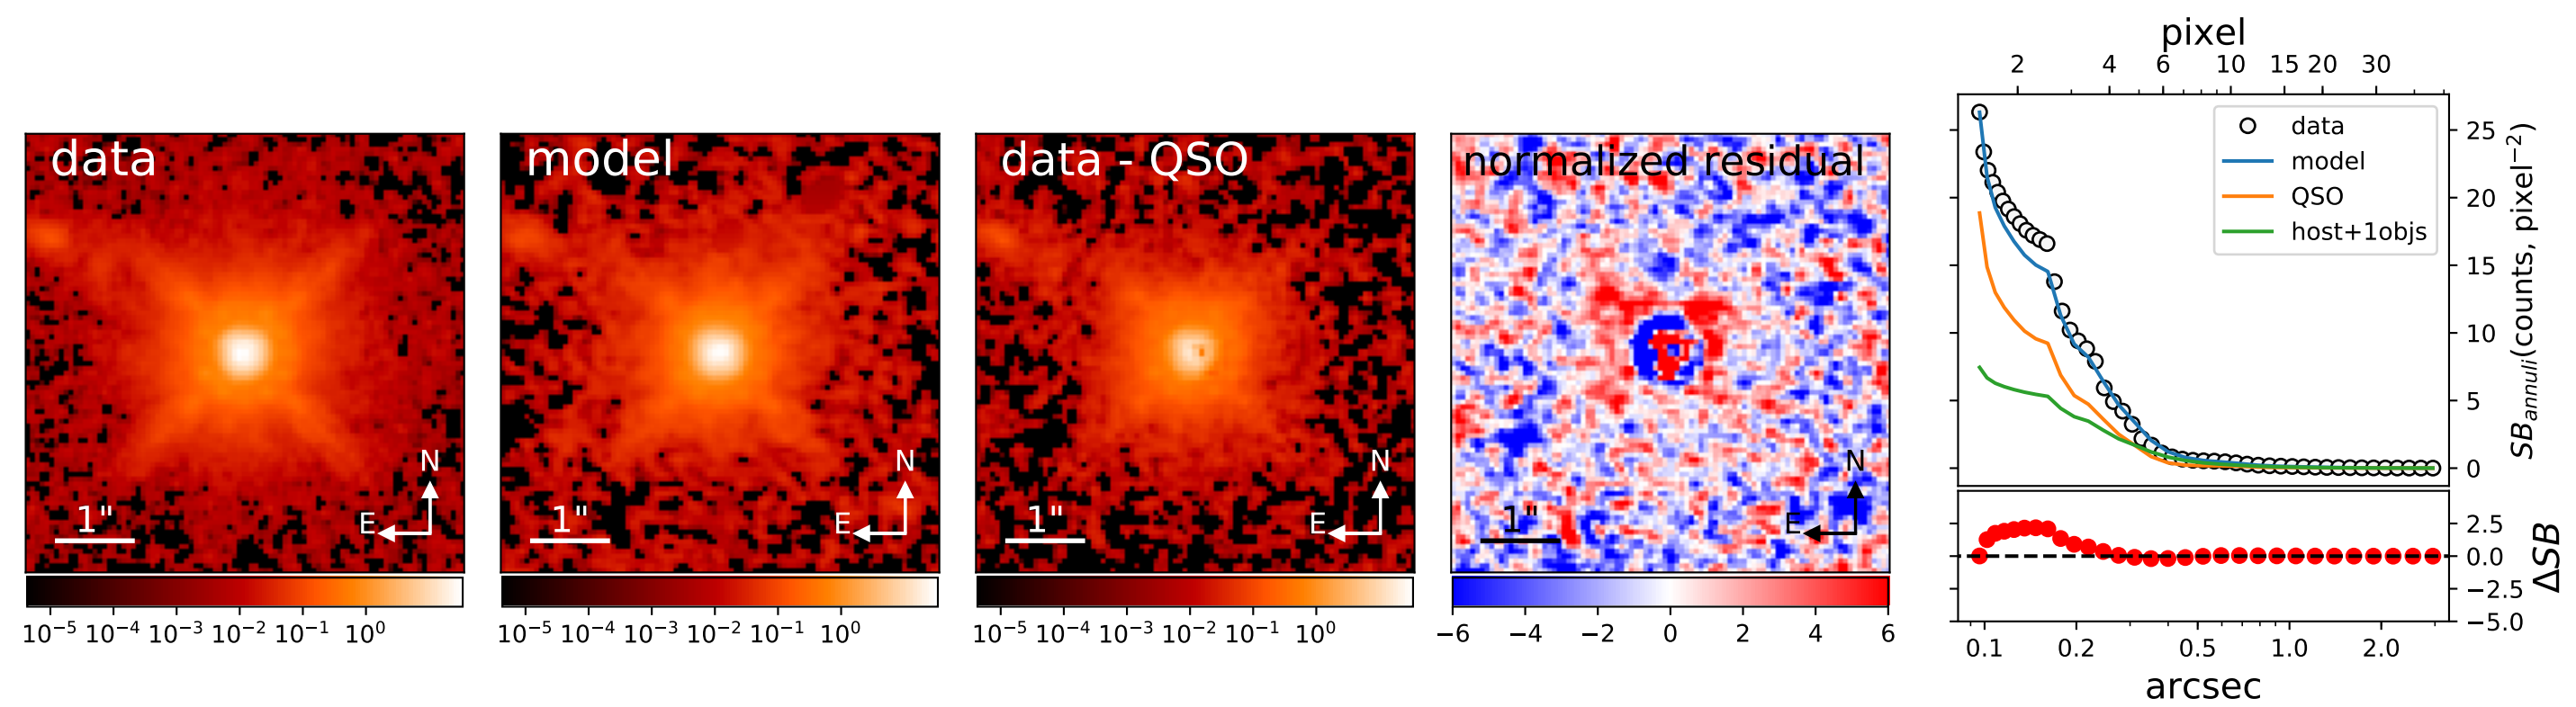 data
N
E
1"
10⁻⁵ 10⁻⁴ 10⁻³ 10⁻² 10⁻¹ 10⁰
model
N
E
1"
10⁻⁵ 10⁻⁴ 10⁻³ 10⁻² 10⁻¹ 10⁰
data - QSO
N
E
1"
10⁻⁵ 10⁻⁴ 10⁻³ 10⁻² 10⁻¹ 10⁰
normalized residual
N
E
1"
−6 −4 −2 0 2 4 6
pixel
2 4 6 10 15 20 30
data
model
QSO
host+1objs
25
20
15
10
5
0
SB_annuli(counts, pixel⁻²)
2.5
0.0
−2.5
−5.0
ΔSB
0.1 0.2 0.5 1.0 2.0
arcsec